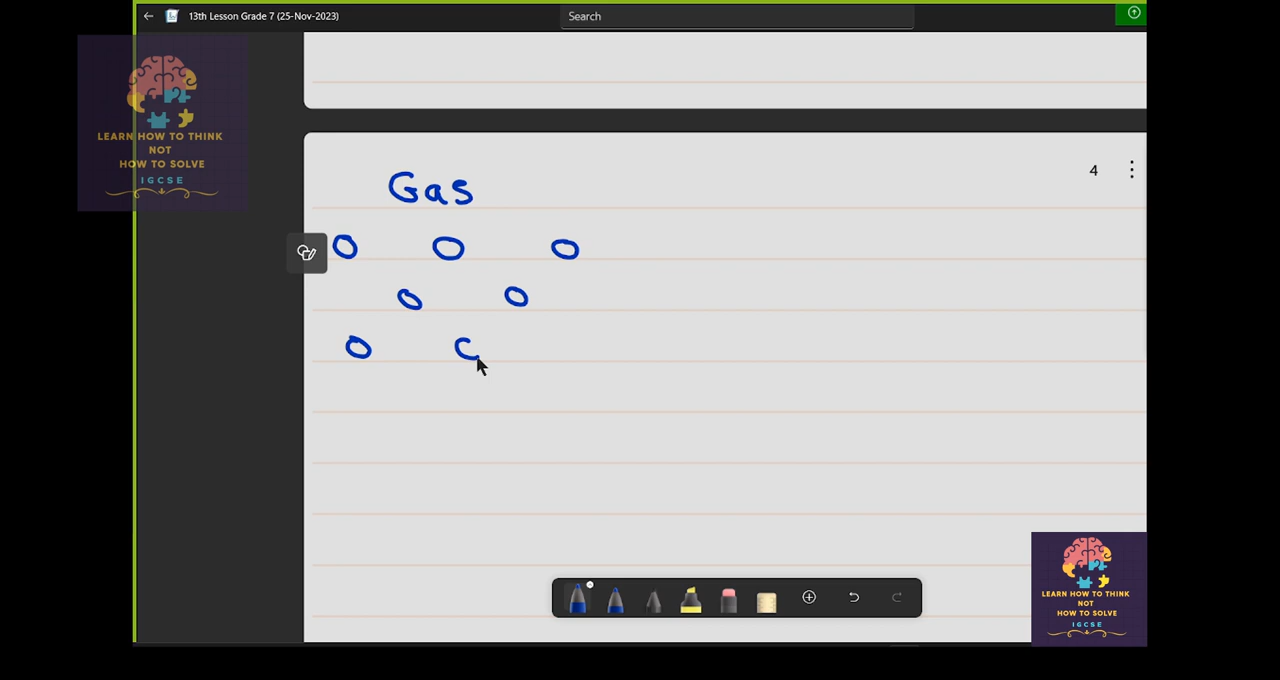 13th Lesson Grade 7 (25-Nov-2023)
Search
LEARN HOW TO THINK
NOT
HOW TO SOLVE
IGCSE
4
Gas
LEARN HOW TO THINK
NOT
HOW TO SOLVE
IGCSE